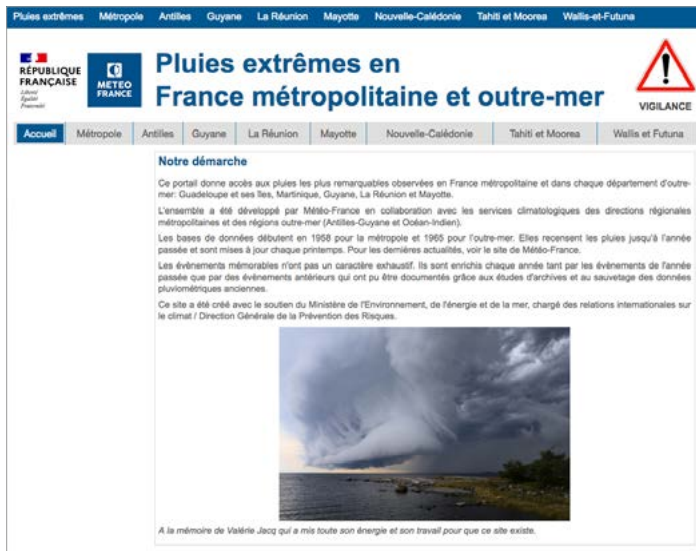 Pluies extrêmes Métropole Antilles Guyane La Réunion Mayotte Nouvelle-Calédonie Tahiti et Moorea Wallis-et-Futuna
RÉPUBLIQUE
FRANÇAISE
Liberté
Égalité
Fraternité
METEO
FRANCE
Pluies extrêmes en
France métropolitaine et outre-mer
VIGILANCE
Accueil Métropole Antilles Guyane La Réunion Mayotte Nouvelle-Calédonie Tahiti et Moorea Wallis et Futuna
Notre démarche
Ce portail donne accès aux pluies les plus remarquables observées en France métropolitaine et dans chaque département d'outre-
mer: Guadeloupe et ses îles, Martinique, Guyane, La Réunion et Mayotte.
L'ensemble a été développé par Météo-France en collaboration avec les services climatologiques des directions régionales
métropolitaines et des régions outre-mer (Antilles-Guyane et Océan-Indien).
Les bases de données débutent en 1958 pour la métropole et 1965 pour l'outre-mer. Elles recensent les pluies jusqu'à l'année
passée et sont mises à jour chaque printemps. Pour les dernières actualités, voir le site de Météo-France.
Les évènements mémorables n'ont pas un caractère exhaustif. Ils sont enrichis chaque année tant par les évènements de l'année
passée que par des évènements antérieurs qui ont pu être documentés grâce aux études d'archives et au sauvetage des données
pluviométriques anciennes.
Ce site a été créé avec le soutien du Ministère de l'Environnement, de l'énergie et de la mer, chargé des relations internationales sur
le climat / Direction Générale de la Prévention des Risques.
A la mémoire de Valérie Jacq qui a mis toute son énergie et son travail pour que ce site existe.